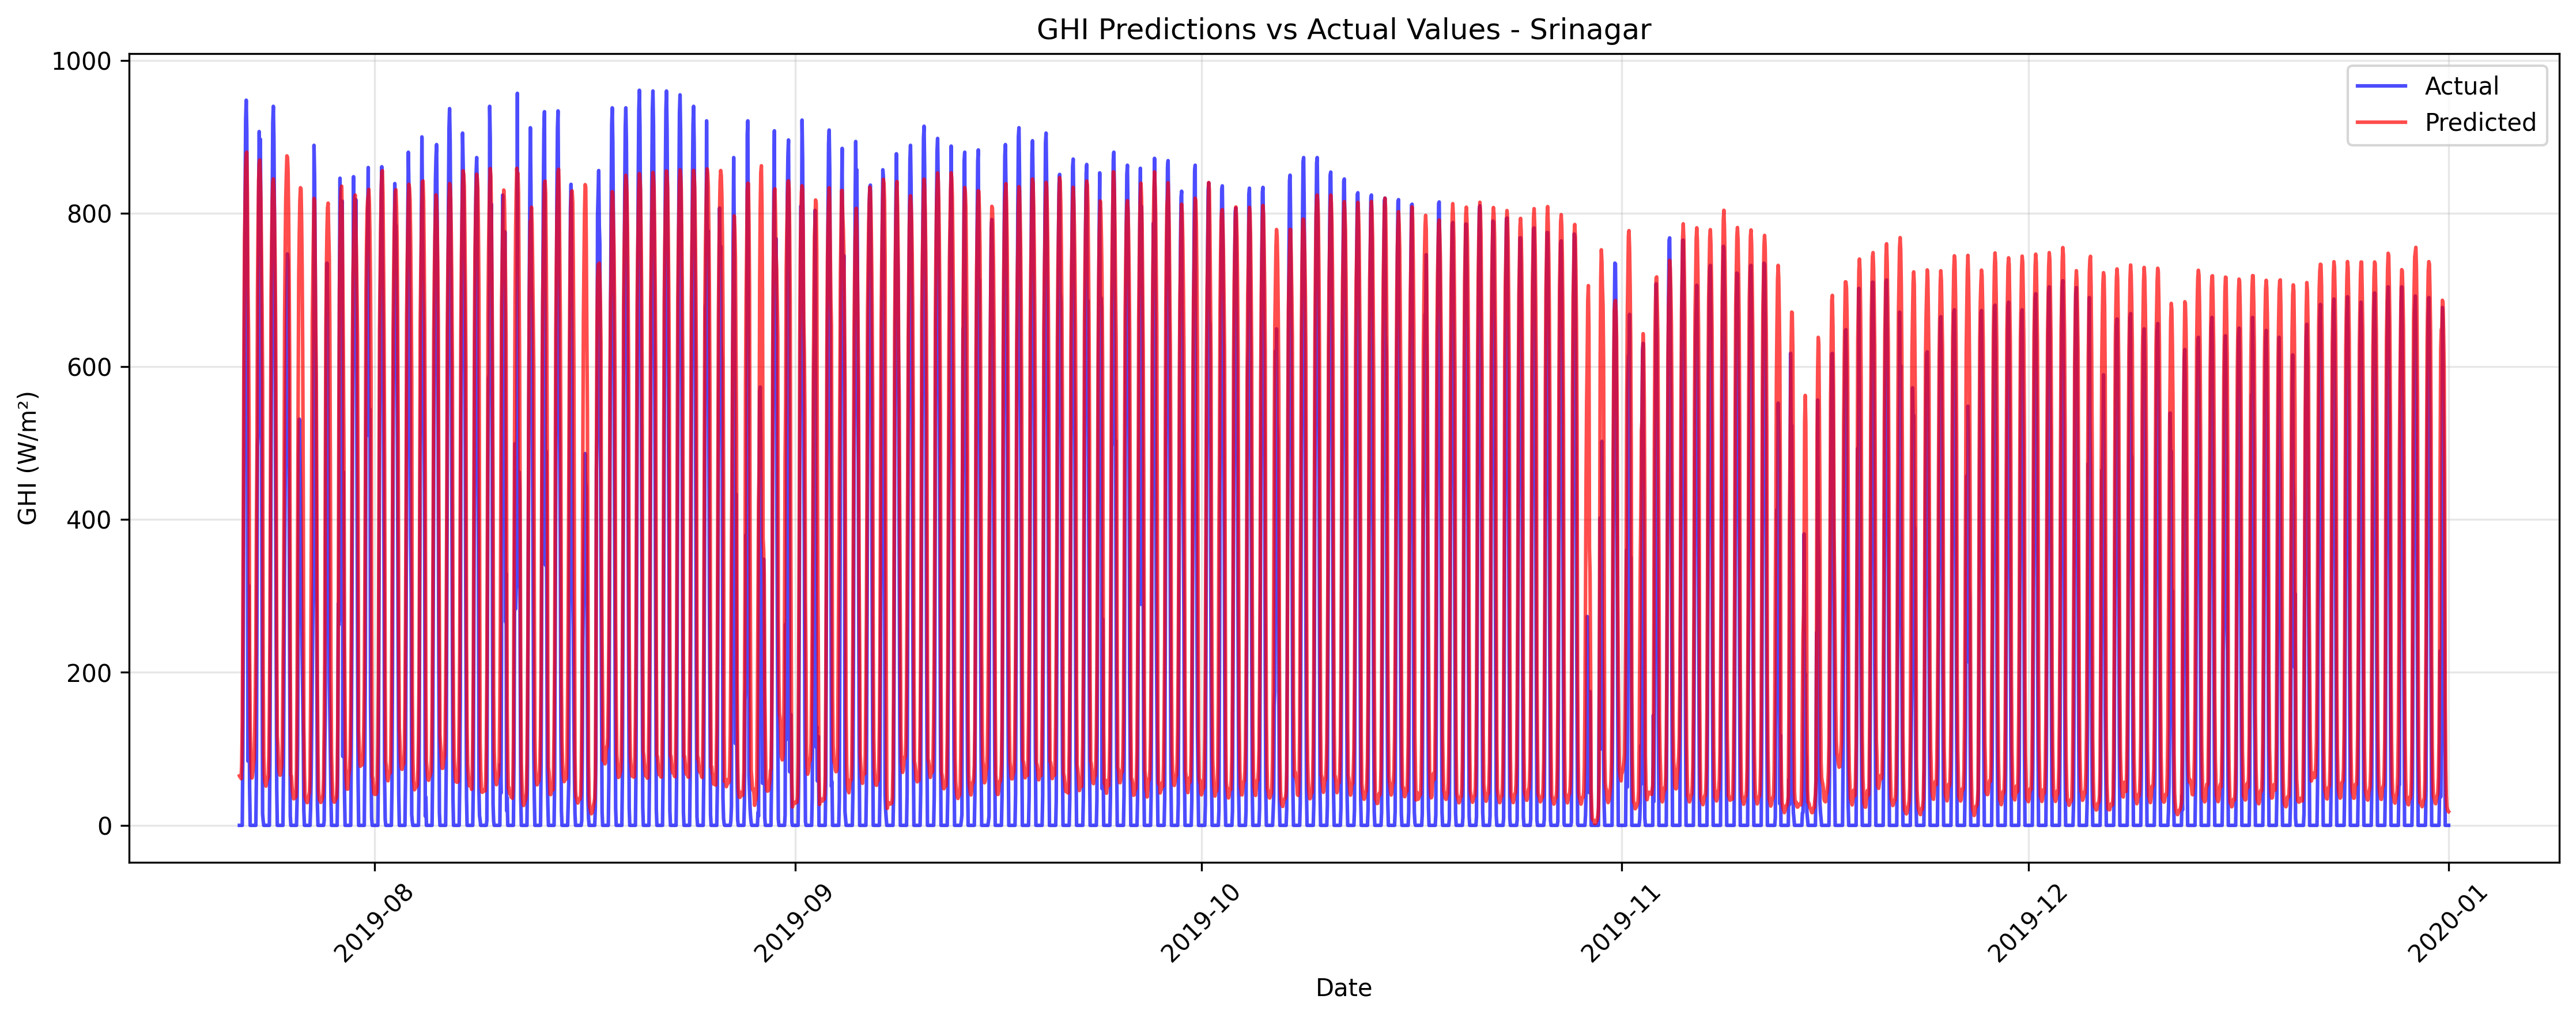 GHI Predictions vs Actual Values - Srinagar
Actual
Predicted
GHI (W/m²)
1000
800
600
400
200
0
2019-08
2019-09
2019-10
2019-11
2019-12
2020-01
Date